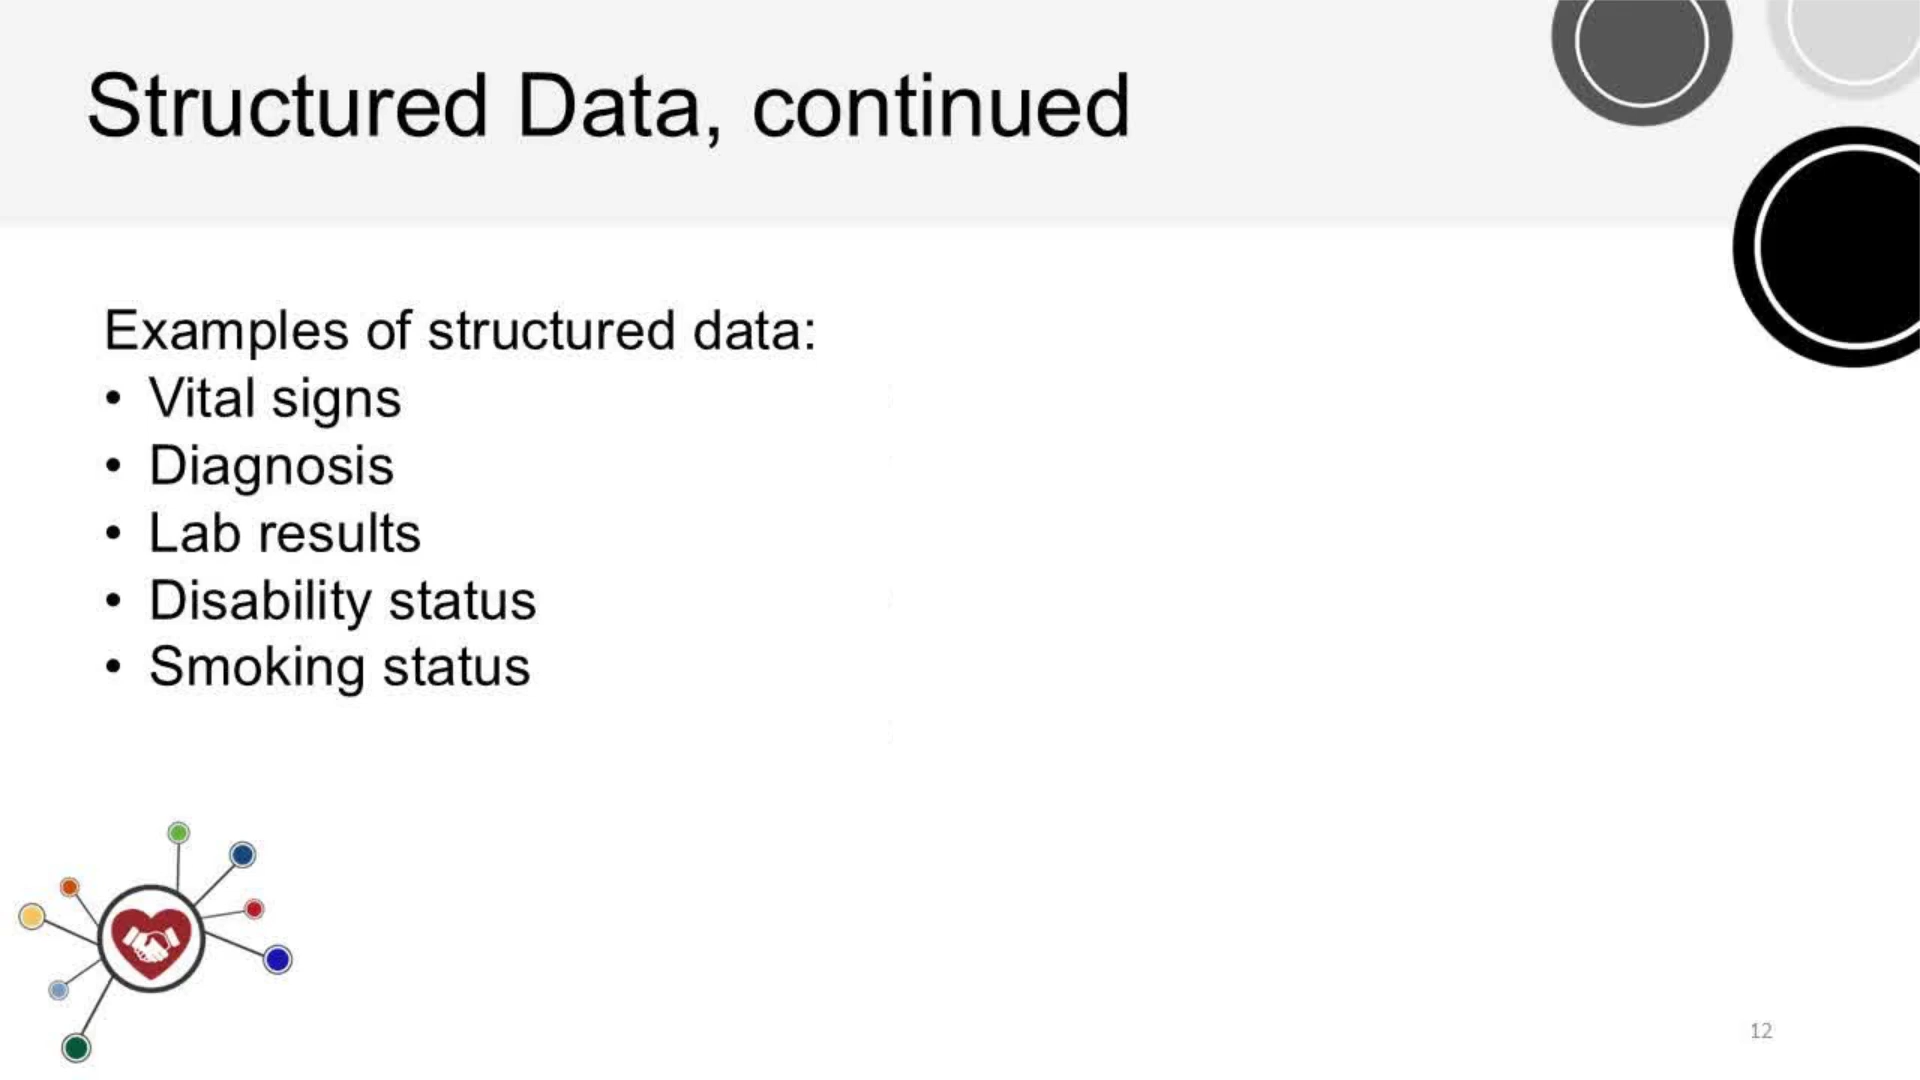 Structured Data, continued
Examples of structured data:
• Vital signs
• Diagnosis
• Lab results
• Disability status
• Smoking status
12